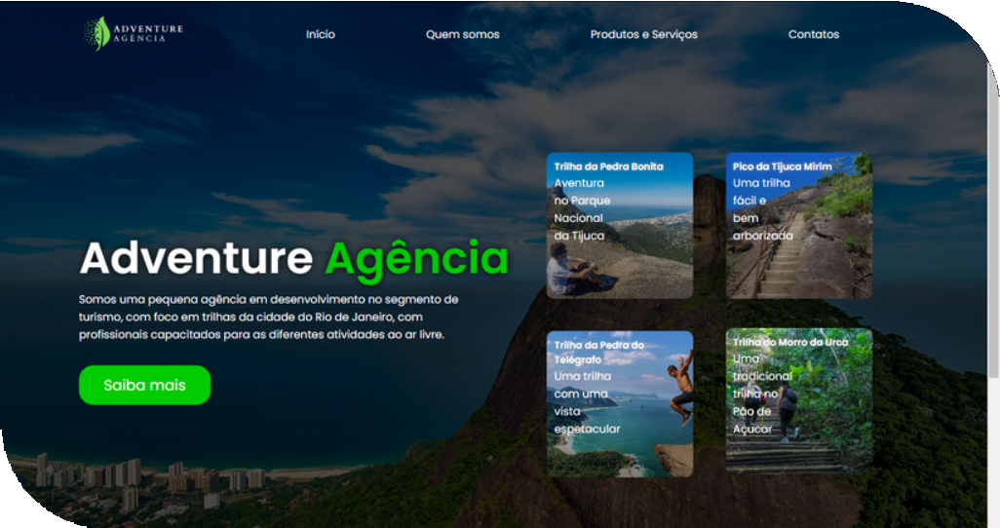 ADVENTURE
AGÊNCIA
Início
Quem somos
Produtos e Serviços
Contatos
Adventure Agência
Somos uma pequena agência em desenvolvimento no segmento de
turismo, com foco em trilhas da cidade do Rio de Janeiro, com
profissionais capacitados para as diferentes atividades ao ar livre.
Saiba mais
Trilha da Pedra Bonita
Aventura
no Parque
Nacional
da Tijuca
Pico da Tijuca Mirim
Uma trilha
fácil e
bem
arborizada
Trilha da Pedra do
Telégrafo
Uma trilha
com uma
vista
espetacular
Trilha do Morro da Urca
Uma
tradicional
trilha no
Pão de
Açucar